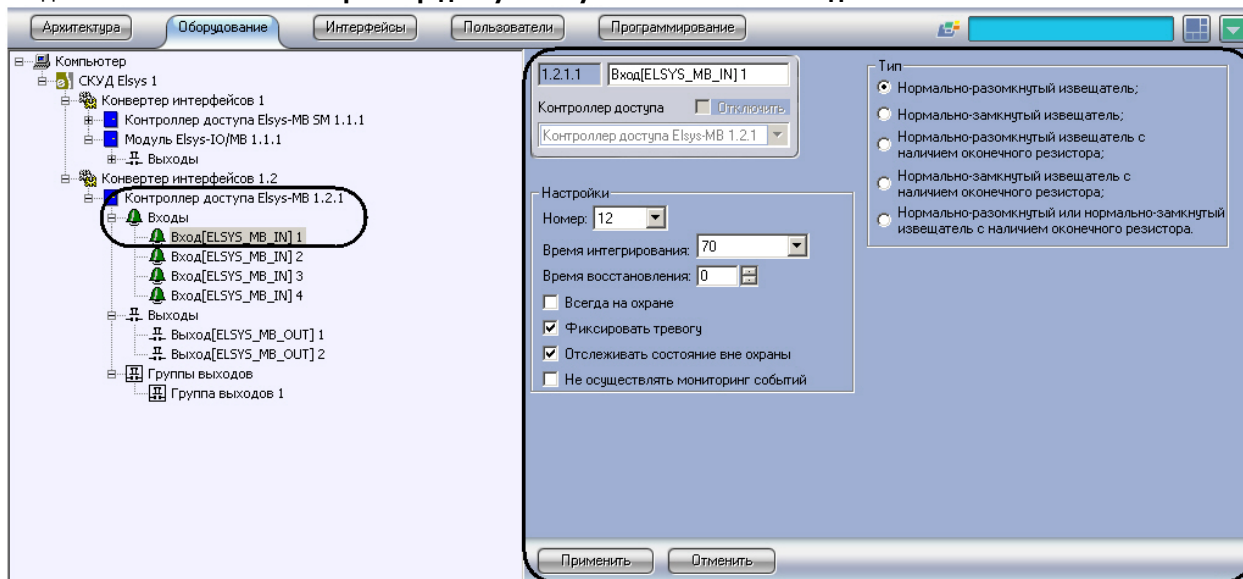 Архитектура
Оборудование
Интерфейсы
Пользователи
Программирование
Компьютер
СКУД Elsys 1
Конвертер интерфейсов 1
Контроллер доступа Elsys-MB SM 1.1.1
Модуль Elsys-IO/MB 1.1.1
Выходы
Конвертер интерфейсов 1.2
Контроллер доступа Elsys-MB 1.2.1
Входы
Вход[ELSYS_MB_IN] 1
Вход[ELSYS_MB_IN] 2
Вход[ELSYS_MB_IN] 3
Вход[ELSYS_MB_IN] 4
Выходы
Выход[ELSYS_MB_OUT] 1
Выход[ELSYS_MB_OUT] 2
Группы выходов
Группа выходов 1
1.2.1.1 Вход[ELSYS_MB_IN] 1
Контроллер доступа Отключить
Контроллер доступа Elsys-MB 1.2.1
Настройки
Номер: 12
Время интегрирования: 70
Время восстановления: 0
Всегда на охране
Фиксировать тревогу
Отслеживать состояние вне охраны
Не осуществлять мониторинг событий
Тип
Нормально-разомкнутый извещатель;
Нормально-замкнутый извещатель;
Нормально-разомкнутый извещатель с
наличием оконечного резистора;
Нормально-замкнутый извещатель с
наличием оконечного резистора;
Нормально-разомкнутый или нормально-замкнутый
извещатель с наличием оконечного резистора.
Применить
Отменить